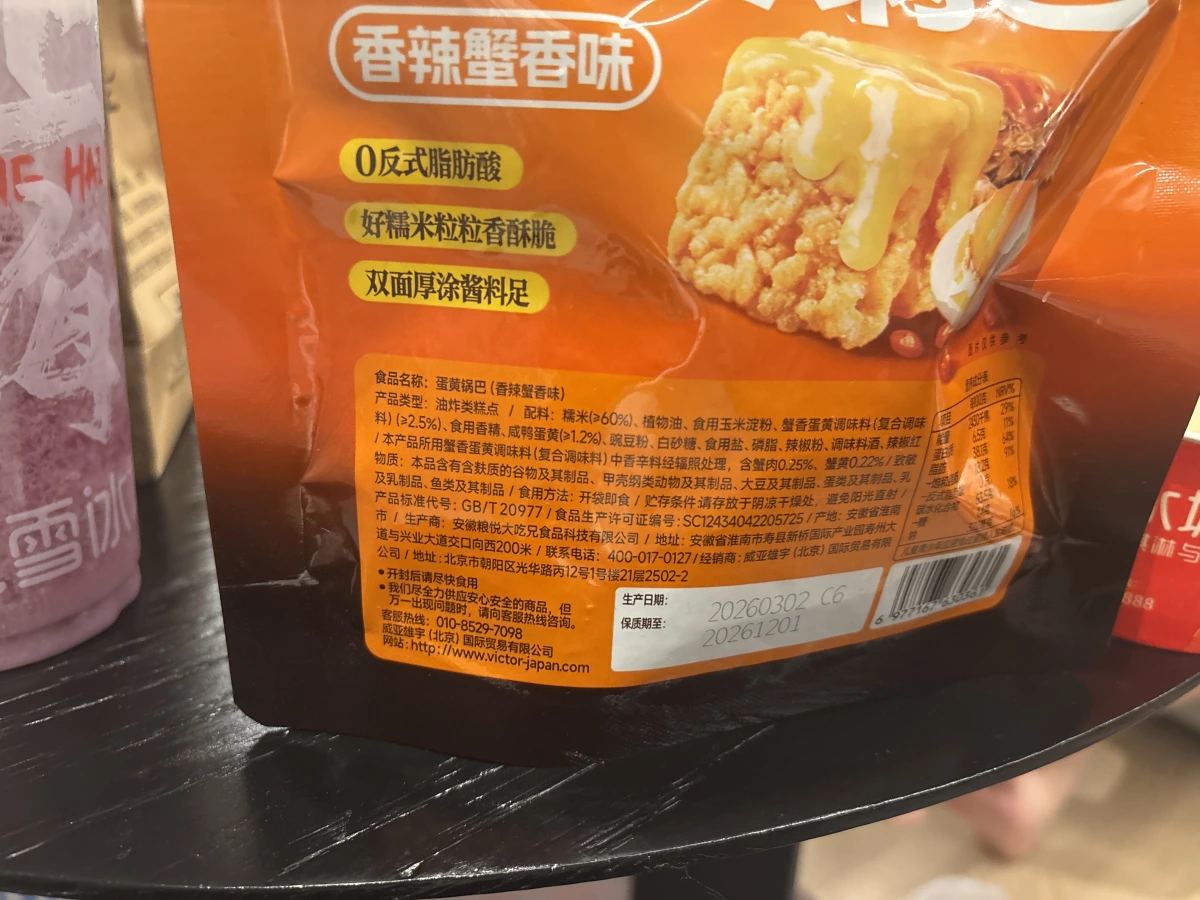 香辣蟹香味
0反式脂肪酸
好糯米粒粒香酥脆
双面厚涂酱料足
图片仅供参考
食品名称：蛋黄锅巴（香辣蟹香味）
产品类型：油炸类糕点 / 配料：糯米(≥60%)、植物油、食用玉米淀粉、蟹香蛋黄调味料（复合调味
料）(≥2.5%)、食用香精、咸鸭蛋黄(≥1.2%)、豌豆粉、白砂糖、食用盐、磷脂、辣椒粉、调味料酒、辣椒红
/ 本产品所用蟹香蛋黄调味料（复合调味料）中香辛料经辐照处理，含蟹肉0.25%、蟹黄0.22% / 致敏
物质：本品含有含麸质的谷物及其制品、甲壳纲类动物及其制品、大豆及其制品、蛋类及其制品、乳
及乳制品、鱼类及其制品 / 食用方法：开袋即食 / 贮存条件:请存放于阴凉干燥处，避免阳光直射 /
产品标准代号：GB/T 20977 / 食品生产许可证编号：SC12434042205725 / 产地：安徽省淮南
市 / 生产商：安徽粮悦大吃兄食品科技有限公司 / 地址：安徽省淮南市寿县新桥国际产业园寿州大
道与兴业大道交口向西200米 / 联系电话：400-017-0127 / 经销商：威亚雄宇（北京）国际贸易有限
公司 / 地址：北京市朝阳区光华路丙12号1号楼21层2502-2
•开封后请尽快食用
•我们尽全力供应安心安全的商品，但
万一出现问题时，请向客服热线咨询。
客服热线：010-8529-7098
威亚雄宇（北京）国际贸易有限公司
网站：http://www.victor-japan.com
生产日期：20260302 C6
保质期至：20261201
营养成分表
项目 NRV%
29%
11%
64%
91%
雪冰
888